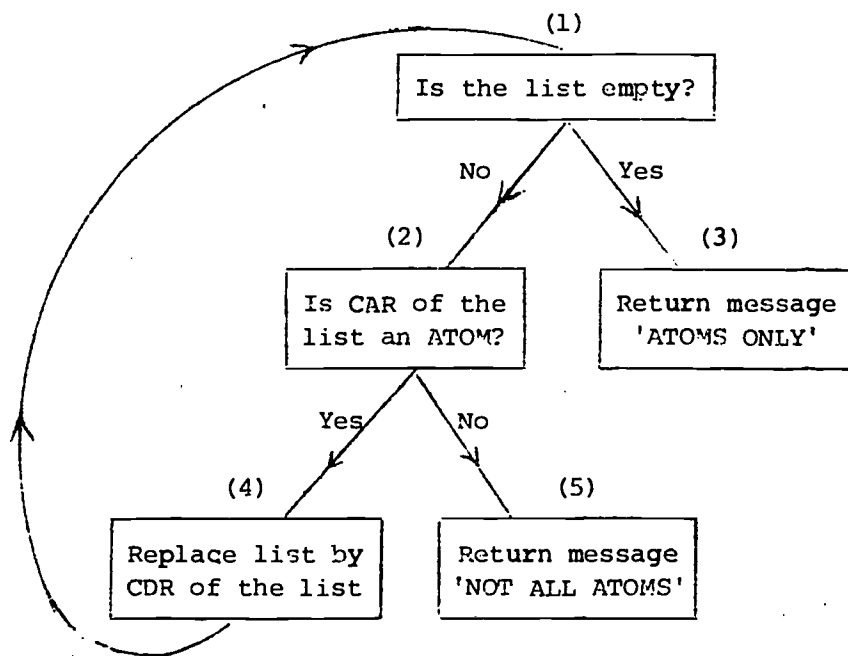 (1)
Is the list empty?
No
Yes
(2)
(3)
Is CAR of the
list an ATOM?
Return message
'ATOMS ONLY'
Yes
No
(4)
(5)
Replace list by
CDR of the list
Return message
'NOT ALL ATOMS'